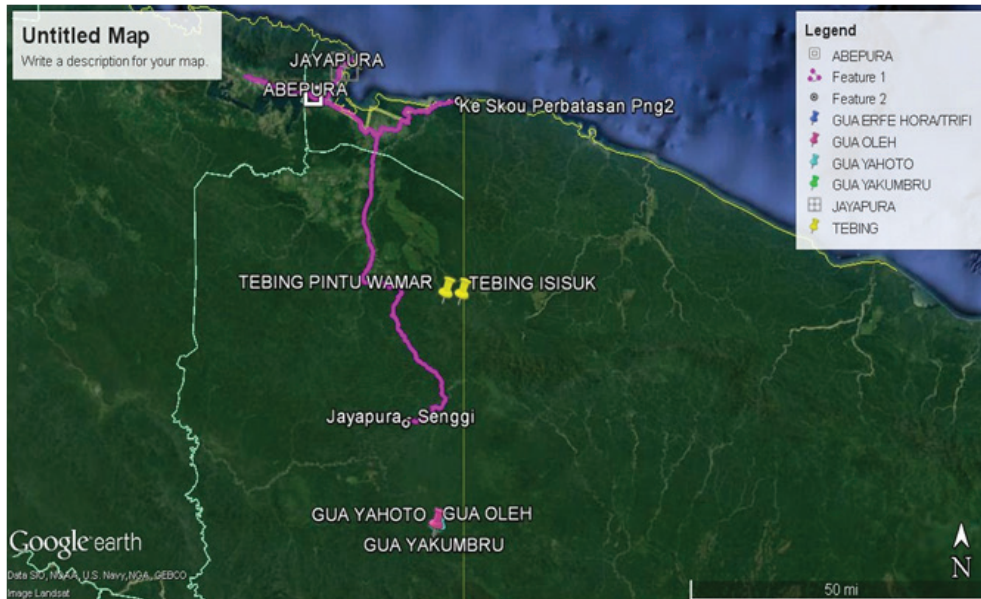 Untitled Map
Write a description for your map.
Legend
ABEPURA
Feature 1
Feature 2
GUA ERFE HORA/TRIFI
GUA OLEH
GUA YAHOTO
GUA YAKUMBRU
JAYAPURA
TEBING
JAYAPURA
ABEPURA
Ke Skou Perbatasan Png2
TEBING PINTU WAMAR
TEBING ISISUK
Jayapura - Senggi
GUA YAHOTO
GUA OLEH
GUA YAKUMBRU
Google earth
Data SIO, NOAA, U.S. Navy, NGA, GEBCO
Image Landsat
N
50 mi